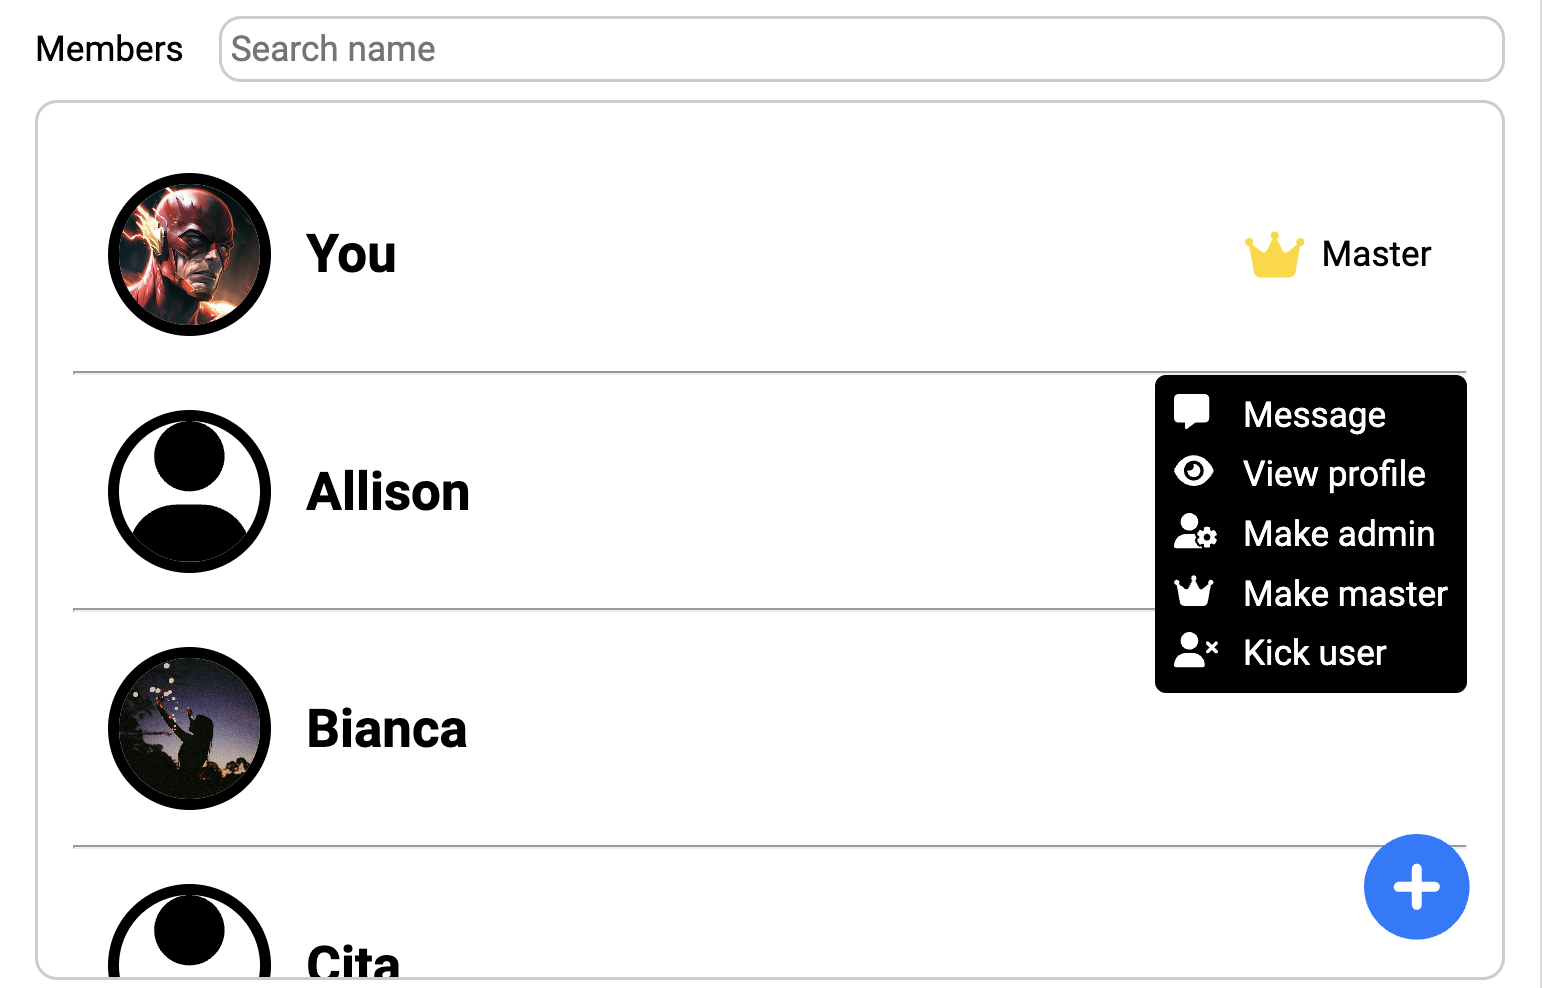 Members Search name
You Master
Allison
Message
View profile
Make admin
Make master
Kick user
Bianca
Cita